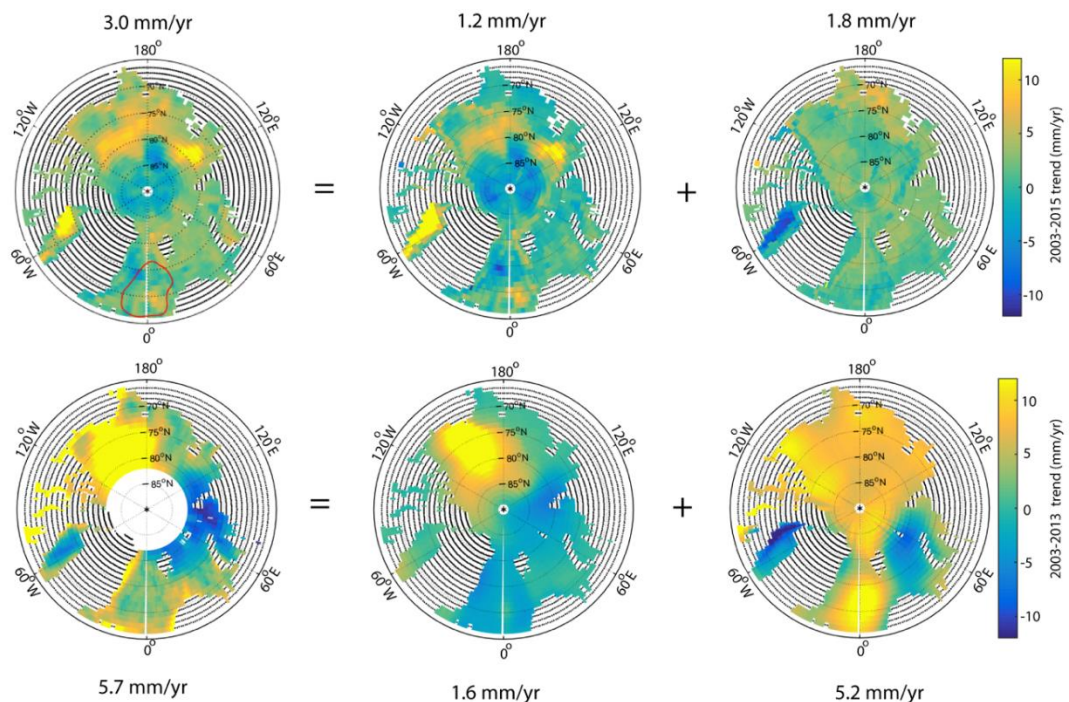 3.0 mm/yr
1.2 mm/yr
1.8 mm/yr
180°
180°
180°
120°W
70°N
75°N
80°N
85°N
120°E
60°W
60°E
0°
=
120°W
70°N
75°N
80°N
85°N
120°E
60°W
60°E
0°
+
120°W
70°N
75°N
80°N
85°N
120°E
60°W
60°E
0°
10
5
0
-5
-10
2003-2015 trend (mm/yr)
180°
180°
180°
120°W
70°N
75°N
80°N
85°N
120°E
60°W
60°E
0°
=
120°W
70°N
75°N
80°N
85°N
120°E
60°W
60°E
0°
+
120°W
70°N
75°N
80°N
85°N
120°E
60°W
60°E
0°
10
5
0
-5
-10
2003-2013 trend (mm/yr)
5.7 mm/yr
1.6 mm/yr
5.2 mm/yr